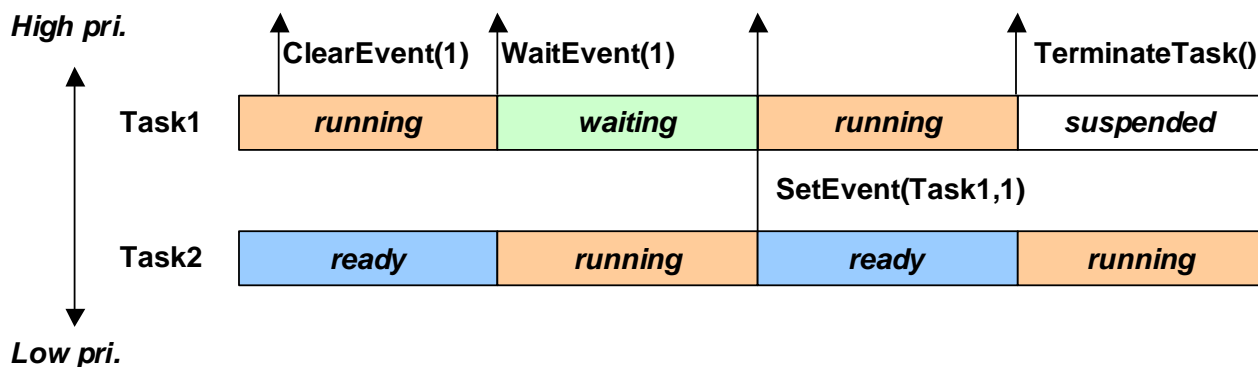 High pri.
ClearEvent(1) WaitEvent(1) TerminateTask()
Task1 running waiting running suspended
SetEvent(Task1,1)
Task2 ready running ready running
Low pri.